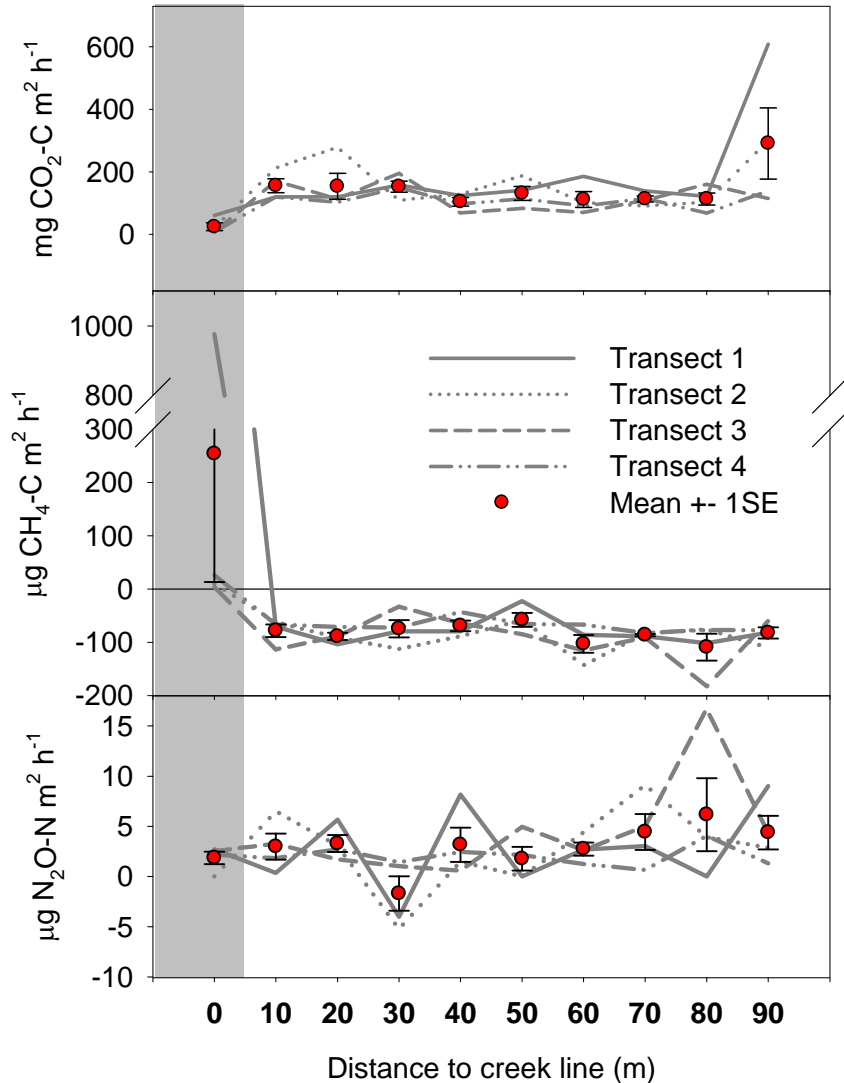 mg CO2-C m2 h-1
600
400
200
0
µg CH4-C m2 h-1
1000
800
300
200
100
0
-100
-200
Transect 1
Transect 2
Transect 3
Transect 4
Mean +- 1SE
µg N2O-N m2 h-1
15
10
5
0
-5
-10
0 10 20 30 40 50 60 70 80 90
Distance to creek line (m)